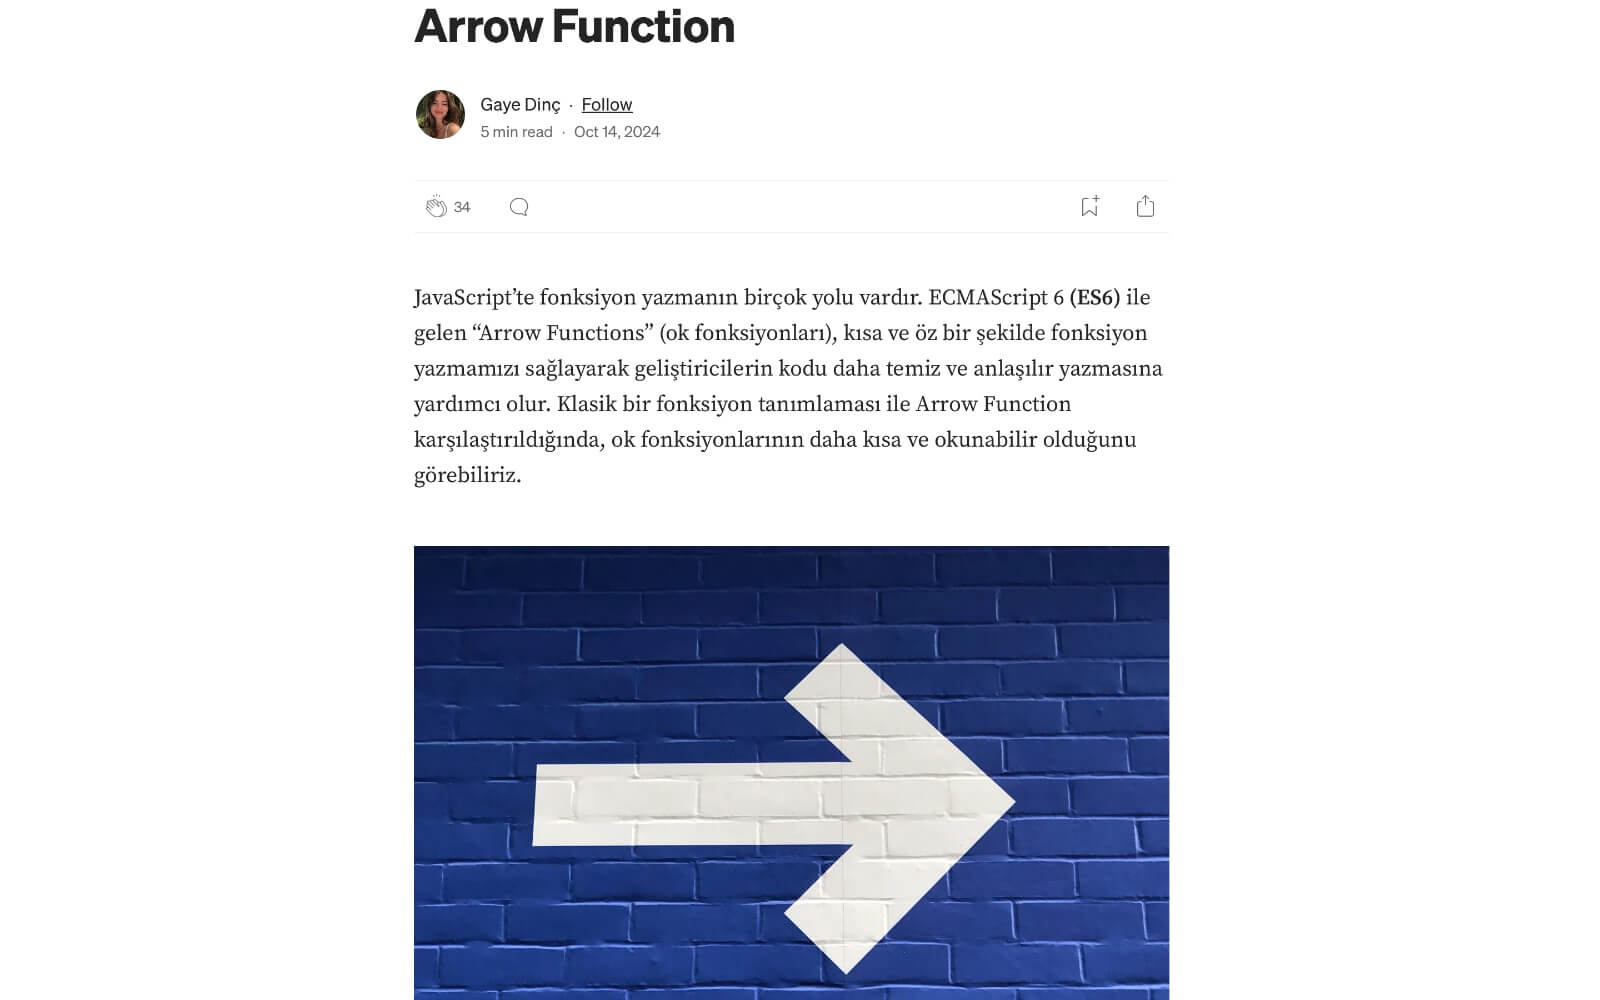 Arrow Function
Gaye Dinç · Follow
5 min read · Oct 14, 2024
34
JavaScript’te fonksiyon yazmanın birçok yolu vardır. ECMAScript 6 (ES6) ile
gelen “Arrow Functions” (ok fonksiyonları), kısa ve öz bir şekilde fonksiyon
yazmamızı sağlayarak geliştiricilerin kodu daha temiz ve anlaşılır yazmasına
yardımcı olur. Klasik bir fonksiyon tanımlaması ile Arrow Function
karşılaştırıldığında, ok fonksiyonlarının daha kısa ve okunabilir olduğunu
görebiliriz.